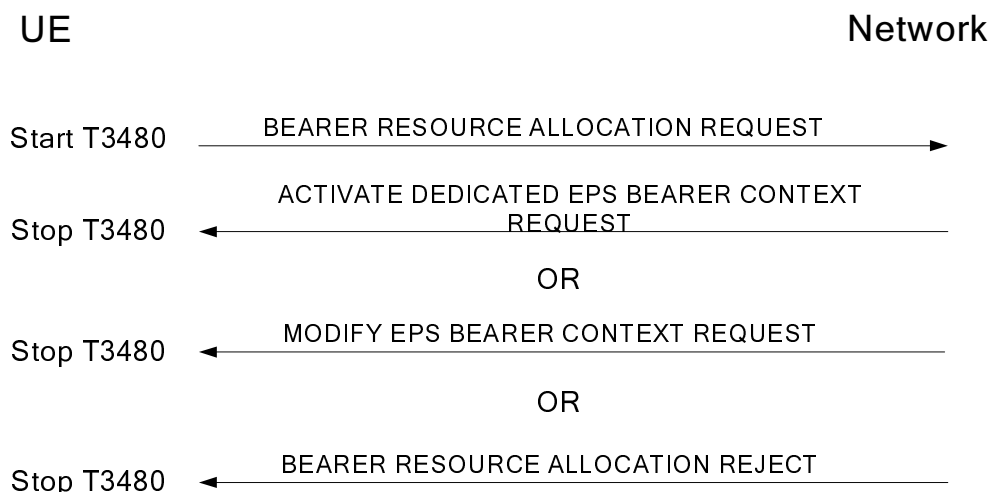 UE
Network
Start T3480
BEARER RESOURCE ALLOCATION REQUEST
ACTIVATE DEDICATED EPS BEARER CONTEXT
REQUEST
Stop T3480
OR
MODIFY EPS BEARER CONTEXT REQUEST
Stop T3480
OR
BEARER RESOURCE ALLOCATION REJECT
Stop T3480